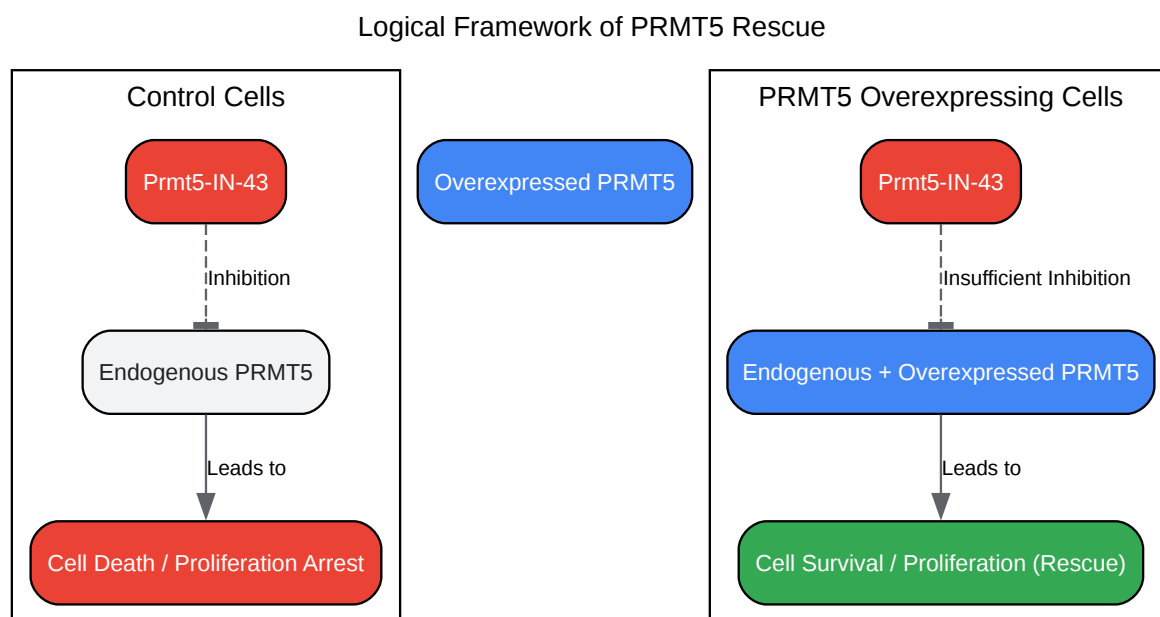 Logical Framework of PRMT5 Rescue
Control Cells
Prmt5-IN-43
Inhibition
Endogenous PRMT5
Leads to
Cell Death / Proliferation Arrest
Overexpressed PRMT5
PRMT5 Overexpressing Cells
Prmt5-IN-43
Insufficient Inhibition
Endogenous + Overexpressed PRMT5
Leads to
Cell Survival / Proliferation (Rescue)